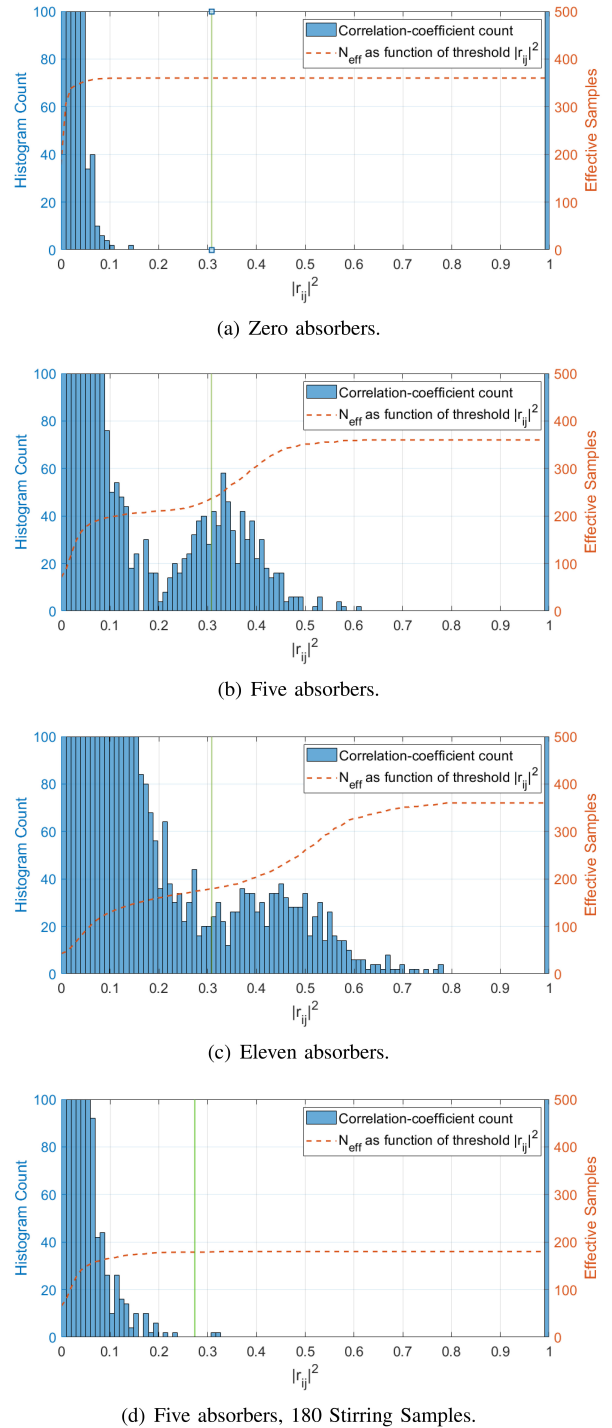 Histogram Count
100
80
60
40
20
0
Correlation-coefficient count
N_eff as function of threshold |r_ij|^2
500
400
300
200
100
0
Effective Samples
0 0.1 0.2 0.3 0.4 0.5 0.6 0.7 0.8 0.9 1
|r_ij|^2
(a) Zero absorbers.
Histogram Count
100
80
60
40
20
0
Correlation-coefficient count
N_eff as function of threshold |r_ij|^2
500
400
300
200
100
0
Effective Samples
0 0.1 0.2 0.3 0.4 0.5 0.6 0.7 0.8 0.9 1
|r_ij|^2
(b) Five absorbers.
Histogram Count
100
80
60
40
20
0
Correlation-coefficient count
N_eff as function of threshold |r_ij|^2
500
400
300
200
100
0
Effective Samples
0 0.1 0.2 0.3 0.4 0.5 0.6 0.7 0.8 0.9 1
|r_ij|^2
(c) Eleven absorbers.
Histogram Count
100
80
60
40
20
0
Correlation-coefficient count
N_eff as function of threshold |r_ij|^2
500
400
300
200
100
0
Effective Samples
0 0.1 0.2 0.3 0.4 0.5 0.6 0.7 0.8 0.9 1
|r_ij|^2
(d) Five absorbers, 180 Stirring Samples.